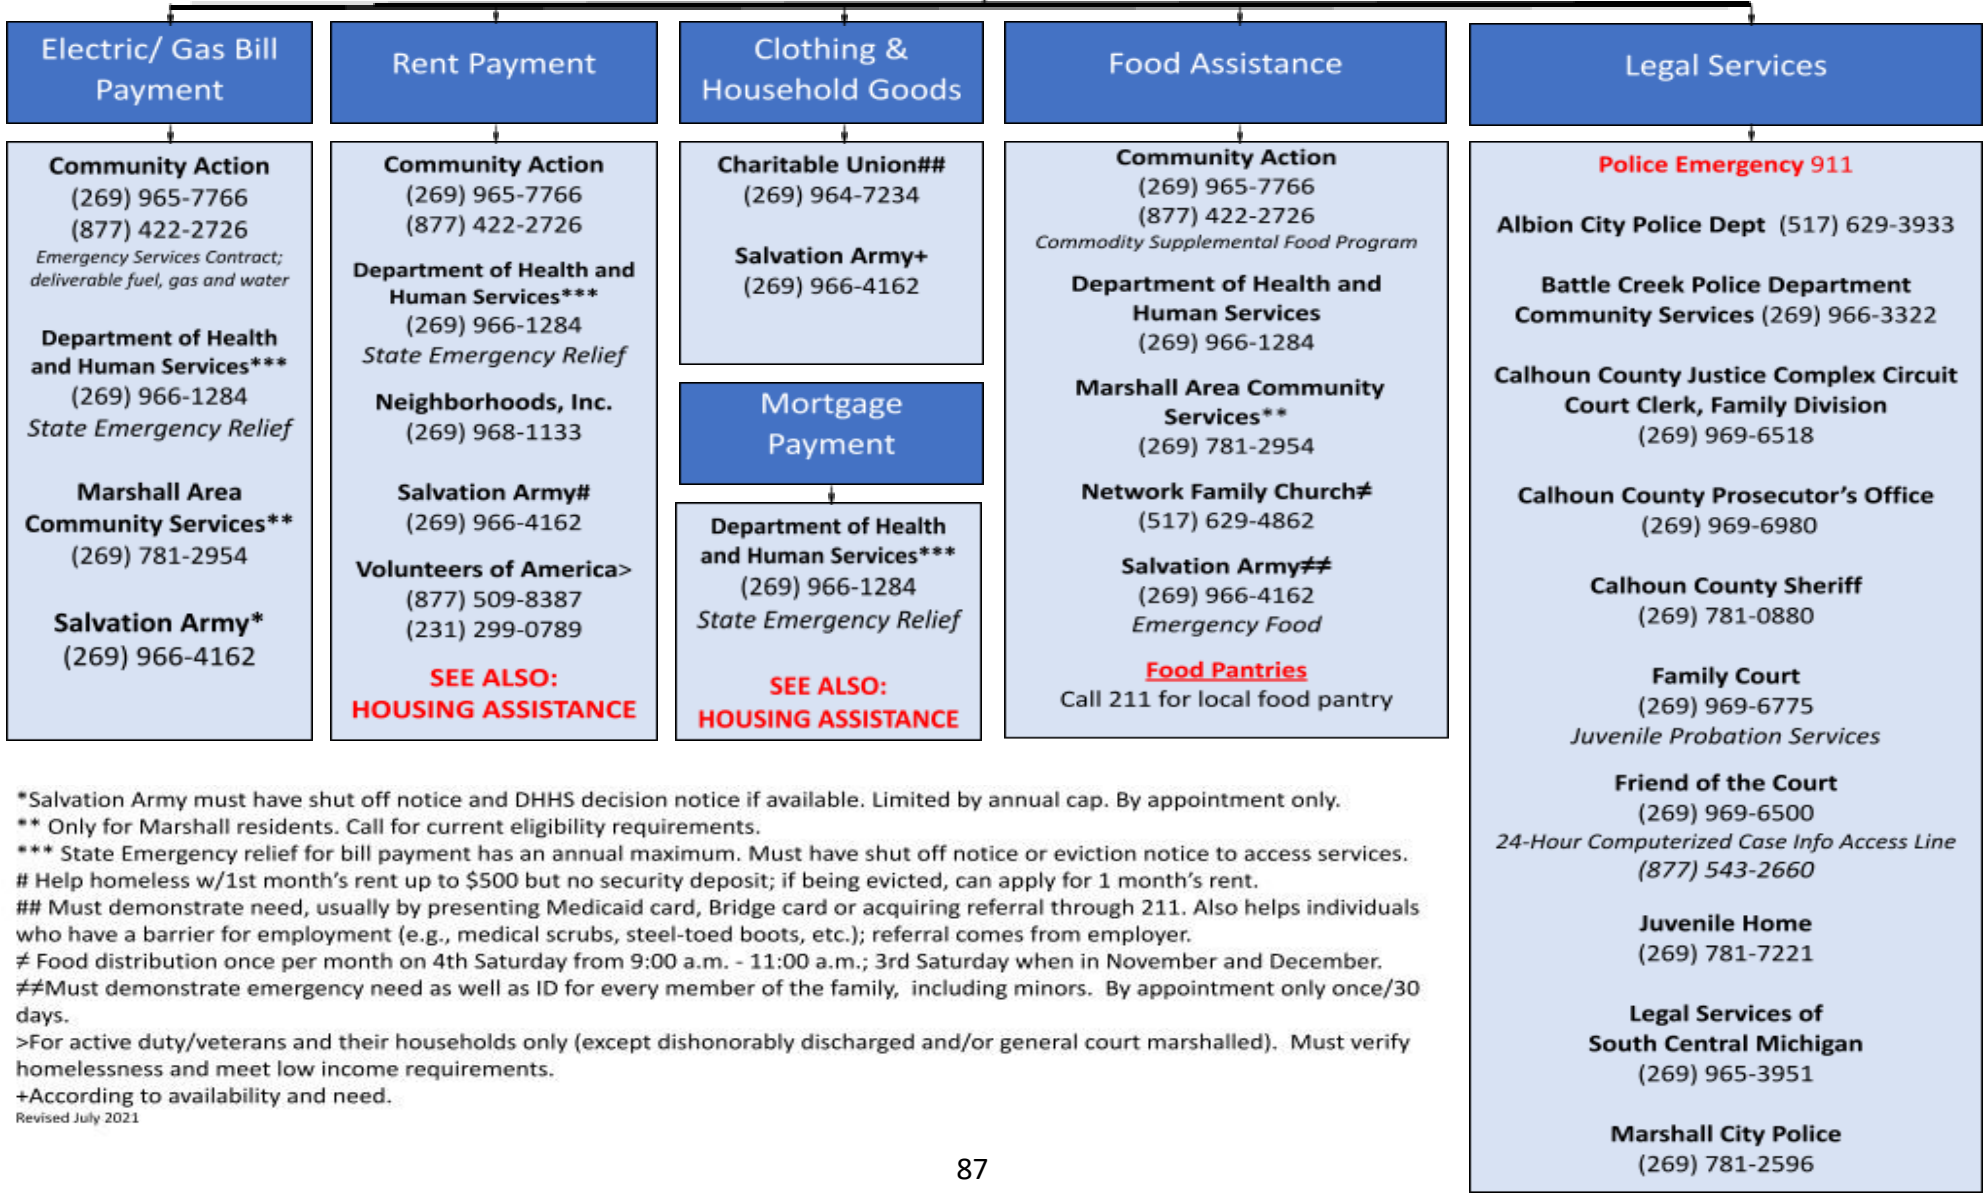 Electric/ Gas Bill
Payment
Community Action
(269) 965-7766
(877) 422-2726
Emergency Services Contract;
deliverable fuel, gas and water
Department of Health
and Human Services***
(269) 966-1284
State Emergency Relief
Marshall Area
Community Services**
(269) 781-2954
Salvation Army*
(269) 966-4162
Rent Payment
Community Action
(269) 965-7766
(877) 422-2726
Department of Health and
Human Services***
(269) 966-1284
State Emergency Relief
Neighborhoods, Inc.
(269) 968-1133
Salvation Army#
(269) 966-4162
Volunteers of America>
(877) 509-8387
(231) 299-0789
SEE ALSO:
HOUSING ASSISTANCE
Clothing &
Household Goods
Charitable Union##
(269) 964-7234
Salvation Army+
(269) 966-4162
Mortgage
Payment
Department of Health
and Human Services***
(269) 966-1284
State Emergency Relief
SEE ALSO:
HOUSING ASSISTANCE
Food Assistance
Community Action
(269) 965-7766
(877) 422-2726
Commodity Supplemental Food Program
Department of Health and
Human Services
(269) 966-1284
Marshall Area Community
Services**
(269) 781-2954
Network Family Church≠
(517) 629-4862
Salvation Army≠≠
(269) 966-4162
Emergency Food
Food Pantries
Call 211 for local food pantry
Legal Services
Police Emergency 911
Albion City Police Dept (517) 629-3933
Battle Creek Police Department
Community Services (269) 966-3322
Calhoun County Justice Complex Circuit
Court Clerk, Family Division
(269) 969-6518
Calhoun County Prosecutor’s Office
(269) 969-6980
Calhoun County Sheriff
(269) 781-0880
Family Court
(269) 969-6775
Juvenile Probation Services
Friend of the Court
(269) 969-6500
24-Hour Computerized Case Info Access Line
(877) 543-2660
Juvenile Home
(269) 781-7221
Legal Services of
South Central Michigan
(269) 965-3951
Marshall City Police
(269) 781-2596
*Salvation Army must have shut off notice and DHHS decision notice if available. Limited by annual cap. By appointment only.
** Only for Marshall residents. Call for current eligibility requirements.
*** State Emergency relief for bill payment has an annual maximum. Must have shut off notice or eviction notice to access services.
# Help homeless w/1st month’s rent up to $500 but no security deposit; if being evicted, can apply for 1 month’s rent.
## Must demonstrate need, usually by presenting Medicaid card, Bridge card or acquiring referral through 211. Also helps individuals
who have a barrier for employment (e.g., medical scrubs, steel-toed boots, etc.); referral comes from employer.
≠ Food distribution once per month on 4th Saturday from 9:00 a.m. - 11:00 a.m.; 3rd Saturday when in November and December.
≠≠Must demonstrate emergency need as well as ID for every member of the family, including minors. By appointment only once/30
days.
>For active duty/veterans and their households only (except dishonorably discharged and/or general court marshalled). Must verify
homelessness and meet low income requirements.
+According to availability and need.
Revised July 2021
87